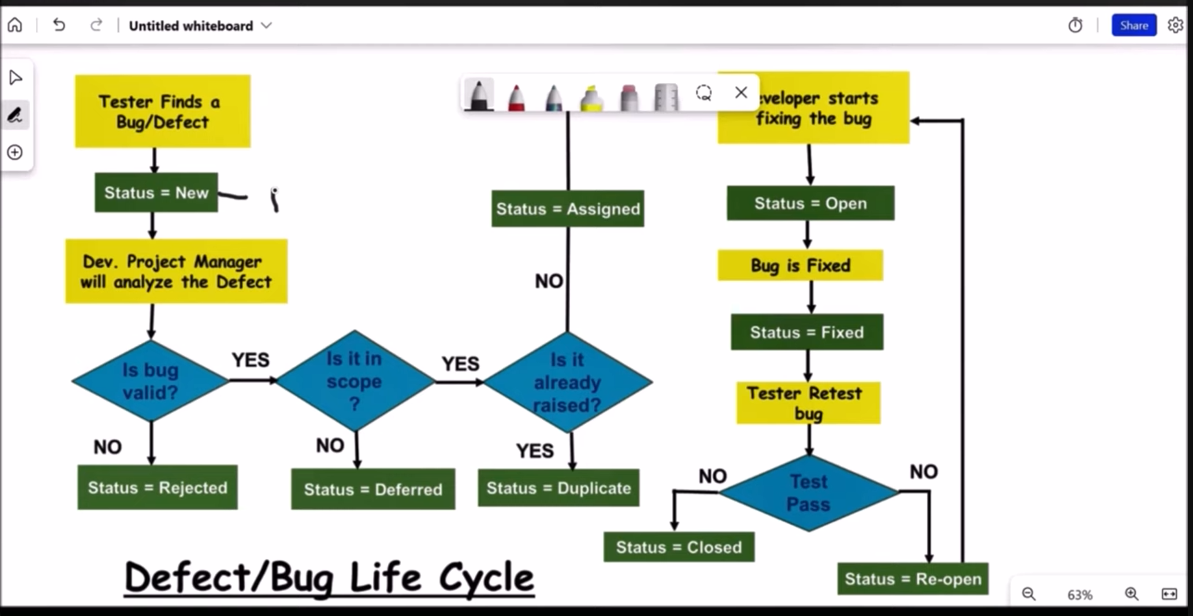 Untitled whiteboard
Share
Tester Finds a
Bug/Defect
Status = New
Dev. Project Manager
will analyze the Defect
Is bug
valid?
YES
NO
Status = Rejected
Is it in
scope
?
YES
NO
Status = Deferred
Is it
already
raised?
YES
Status = Duplicate
NO
Status = Assigned
eveloper starts
fixing the bug
Status = Open
Bug is Fixed
Status = Fixed
Tester Retest
bug
Test
Pass
NO
Status = Closed
NO
Status = Re-open
Defect/Bug Life Cycle
63%